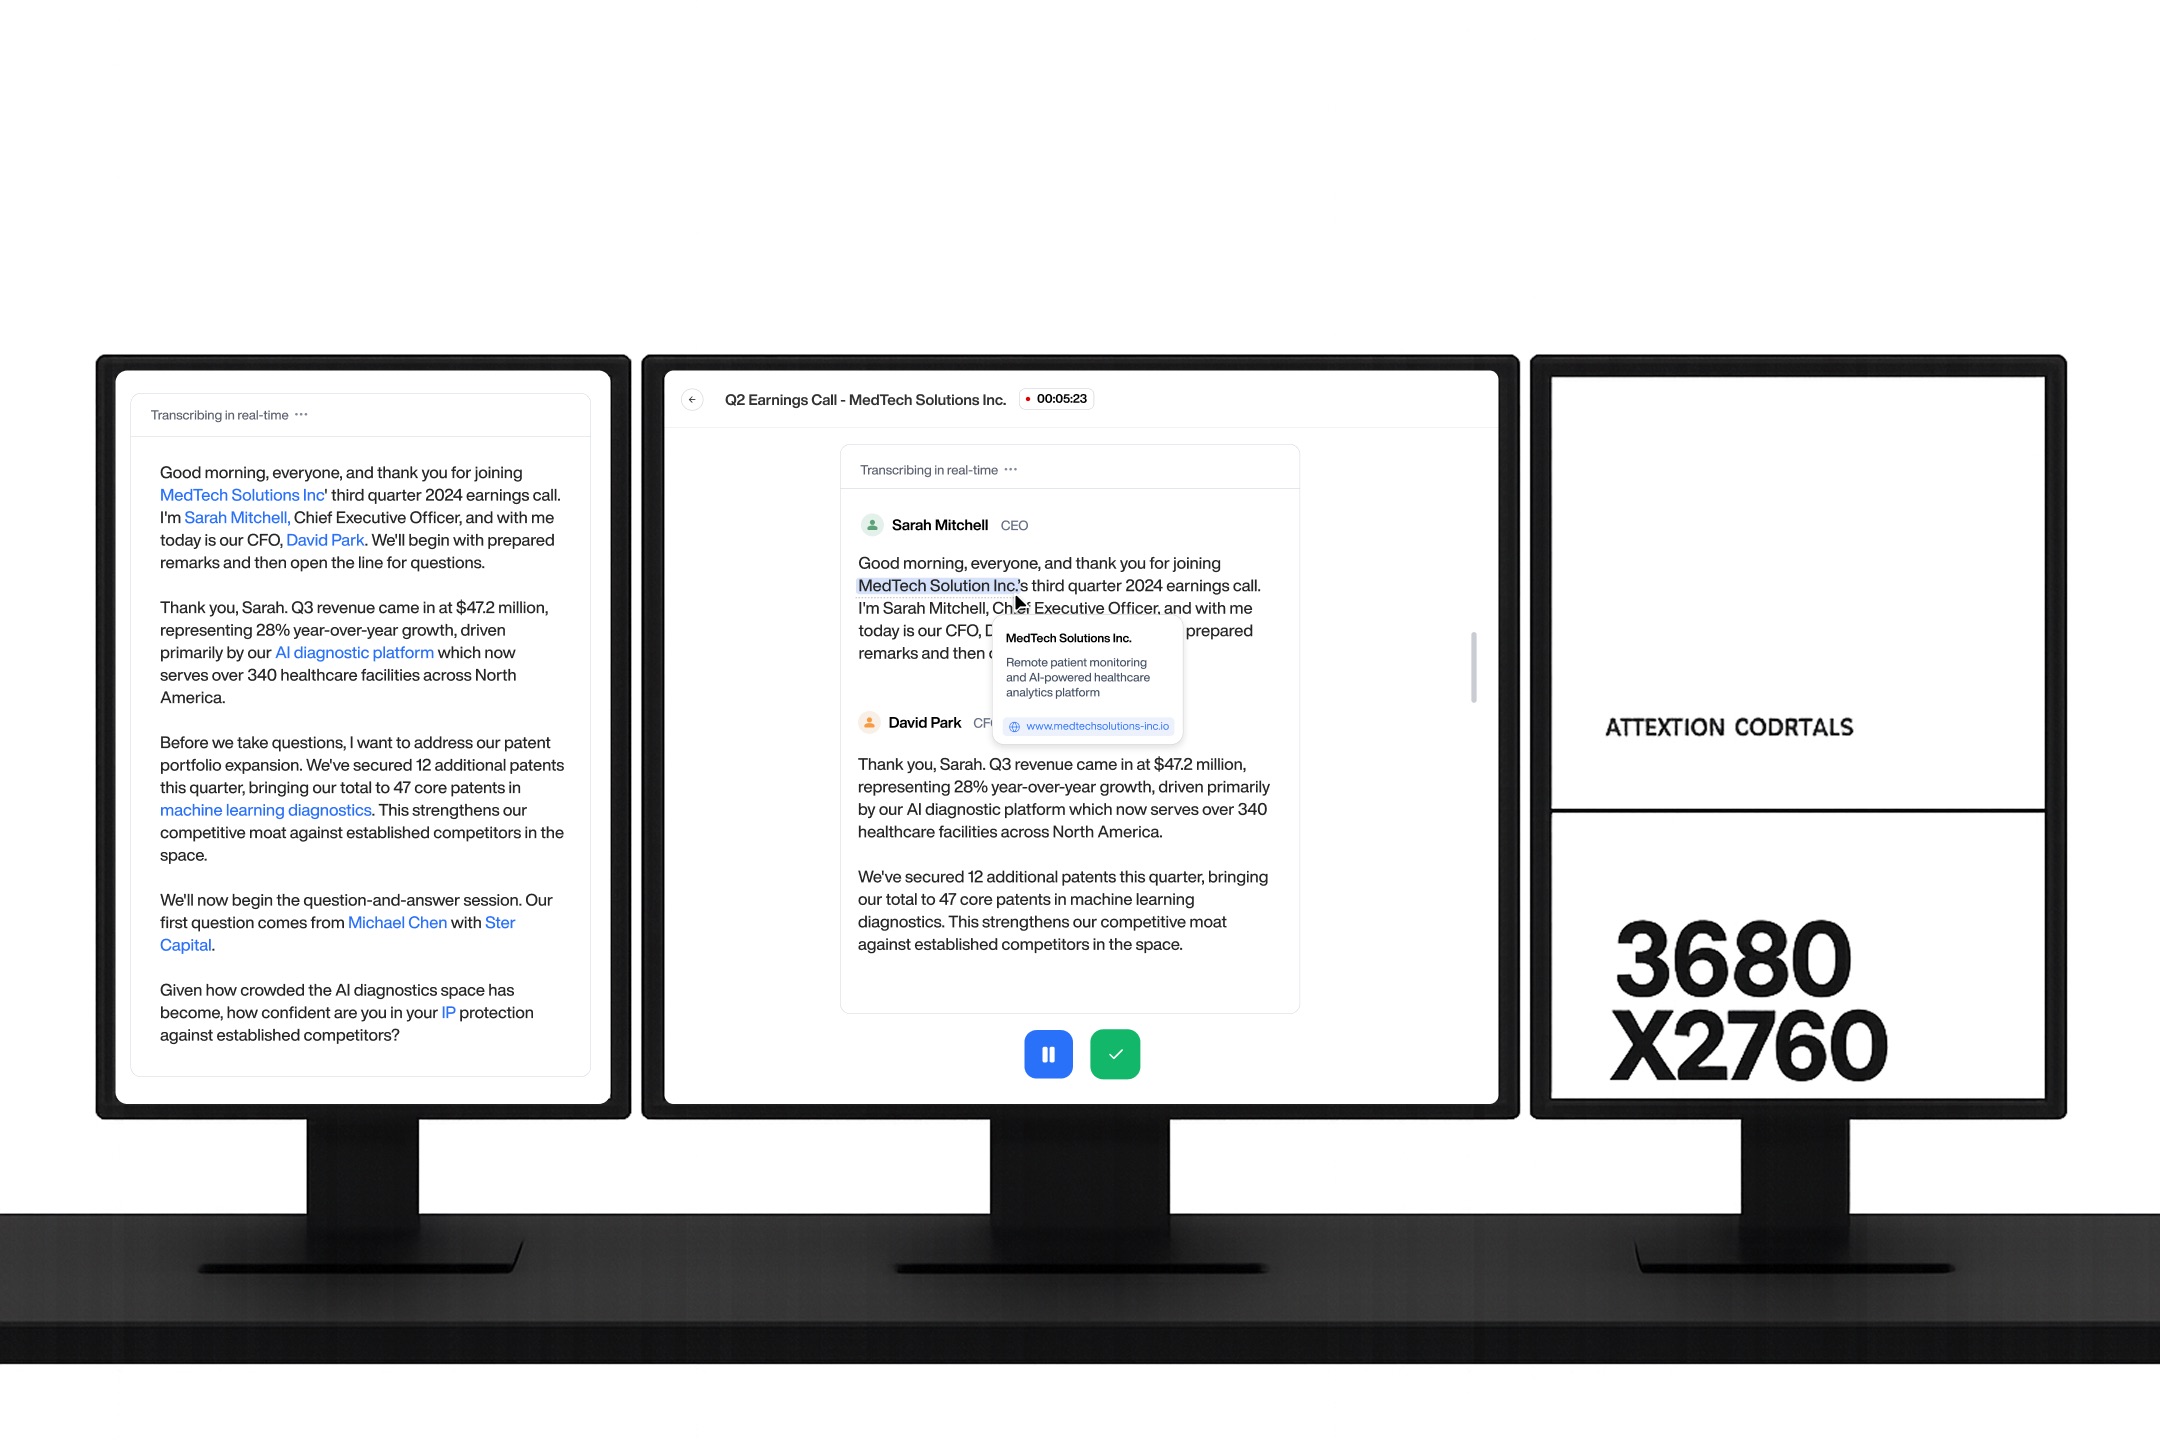 Transcribing in real-time ···
Good morning, everyone, and thank you for joining
MedTech Solutions Inc' third quarter 2024 earnings call.
I'm Sarah Mitchell, Chief Executive Officer, and with me
today is our CFO, David Park. We'll begin with prepared
remarks and then open the line for questions.
Thank you, Sarah. Q3 revenue came in at $47.2 million,
representing 28% year-over-year growth, driven
primarily by our AI diagnostic platform which now
serves over 340 healthcare facilities across North
America.
Before we take questions, I want to address our patent
portfolio expansion. We've secured 12 additional patents
this quarter, bringing our total to 47 core patents in
machine learning diagnostics. This strengthens our
competitive moat against established competitors in the
space.
We'll now begin the question-and-answer session. Our
first question comes from Michael Chen with Ster
Capital.
Given how crowded the AI diagnostics space has
become, how confident are you in your IP protection
against established competitors?
Q2 Earnings Call - MedTech Solutions Inc. 00:05:23
Transcribing in real-time ···
Sarah Mitchell CEO
Good morning, everyone, and thank you for joining
MedTech Solution Inc.'s third quarter 2024 earnings call.
I'm Sarah Mitchell, Chief Executive Officer, and with me
today is our CFO, prepared
remarks and then
MedTech Solutions Inc.
Remote patient monitoring
and AI-powered healthcare
analytics platform
www.medtechsolutions-inc.io
David Park
Thank you, Sarah. Q3 revenue came in at $47.2 million,
representing 28% year-over-year growth, driven primarily
by our AI diagnostic platform which now serves over 340
healthcare facilities across North America.
We've secured 12 additional patents this quarter, bringing
our total to 47 core patents in machine learning
diagnostics. This strengthens our competitive moat
against established competitors in the space.
ATTEXTION CODRTALS
3680
X2760